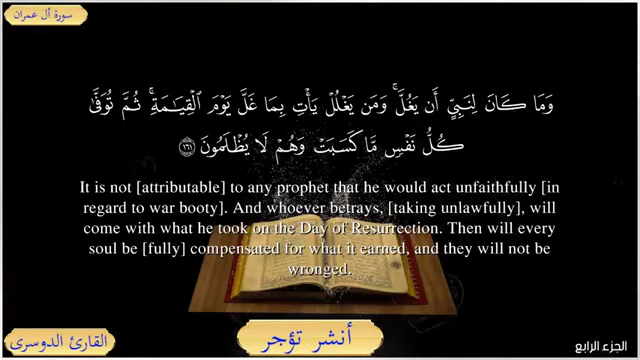 سورة آل عمران
وَمَا كَانَ لِنَبِيٍّ أَن يَغُلَّ ۚ وَمَن يَغْلُلْ يَأْتِ بِمَا غَلَّ يَوْمَ الْقِيَامَةِ ۚ ثُمَّ تُوَفَّىٰ
كُلُّ نَفْسٍ مَّا كَسَبَتْ وَهُمْ لَا يُظْلَمُونَ ١٦١
It is not [attributable] to any prophet that he would act unfaithfully [in
regard to war booty]. And whoever betrays, [taking unlawfully], will
come with what he took on the Day of Resurrection. Then will every
soul be [fully] compensated for what it earned, and they will not be
wronged.
القارئ الدوسرى
أنشر تؤجر
الجزء الرابع